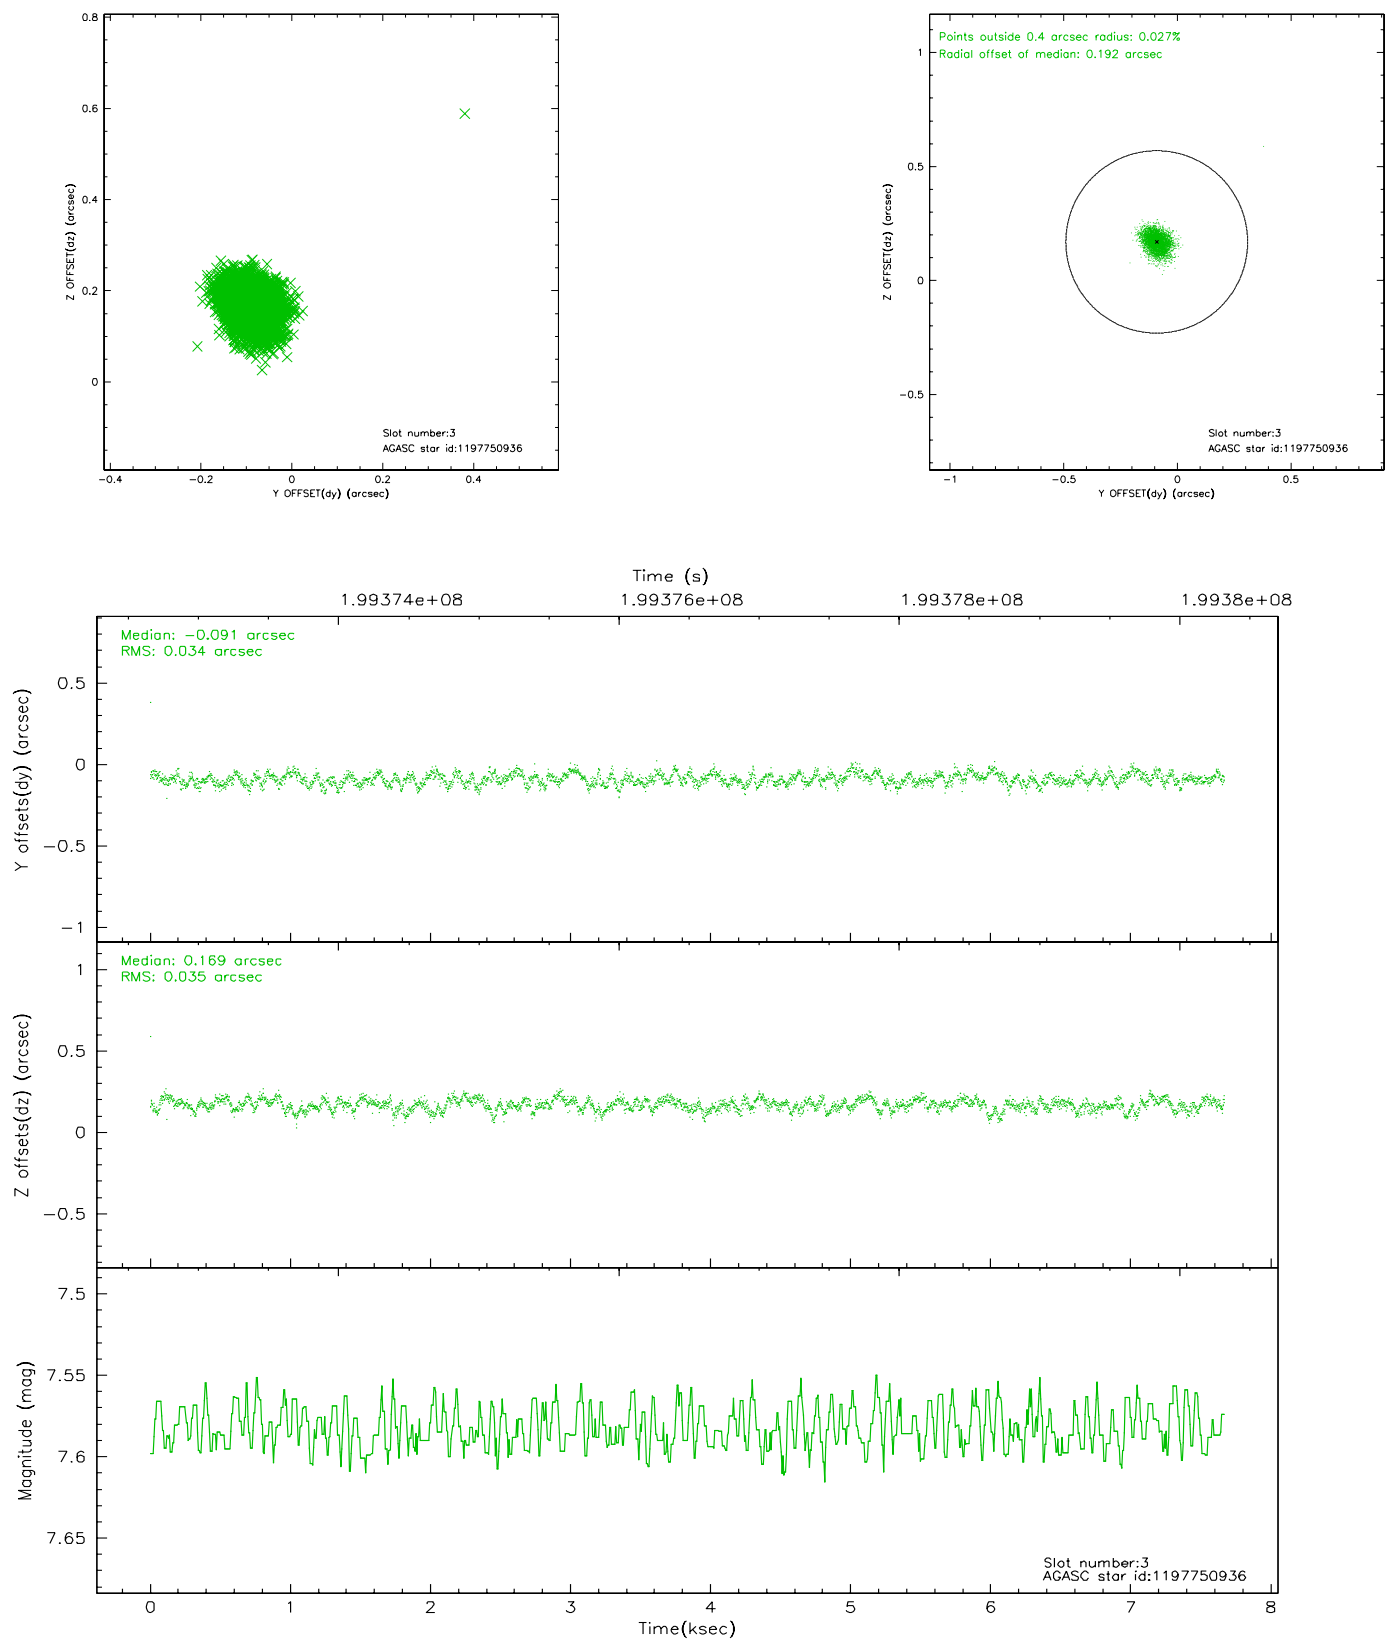 0.8
0.6
0.4
0.2
0
Z OFFSET(dz) (arcsec)
Slot number:3
AGASC star id:1197750936
−0.4 −0.2 0 0.2 0.4
Y OFFSET(dy) (arcsec)
Points outside 0.4 arcsec radius: 0.027%
Radial offset of median: 0.192 arcsec
1
0.5
0
−0.5
Z OFFSET(dz) (arcsec)
Slot number:3
AGASC star id:1197750936
−1 −0.5 0 0.5
Y OFFSET(dy) (arcsec)
Time (s)
1.99374e+08 1.99376e+08 1.99378e+08 1.9938e+08
Median: −0.091 arcsec
RMS: 0.034 arcsec
0.5
0
−0.5
−1
Y offsets(dy) (arcsec)
Median: 0.169 arcsec
RMS: 0.035 arcsec
1
0.5
0
−0.5
Z offsets(dz) (arcsec)
7.5
7.55
7.6
7.65
Magnitude (mag)
Slot number:3
AGASC star id:1197750936
0 1 2 3 4 5 6 7 8
Time(ksec)